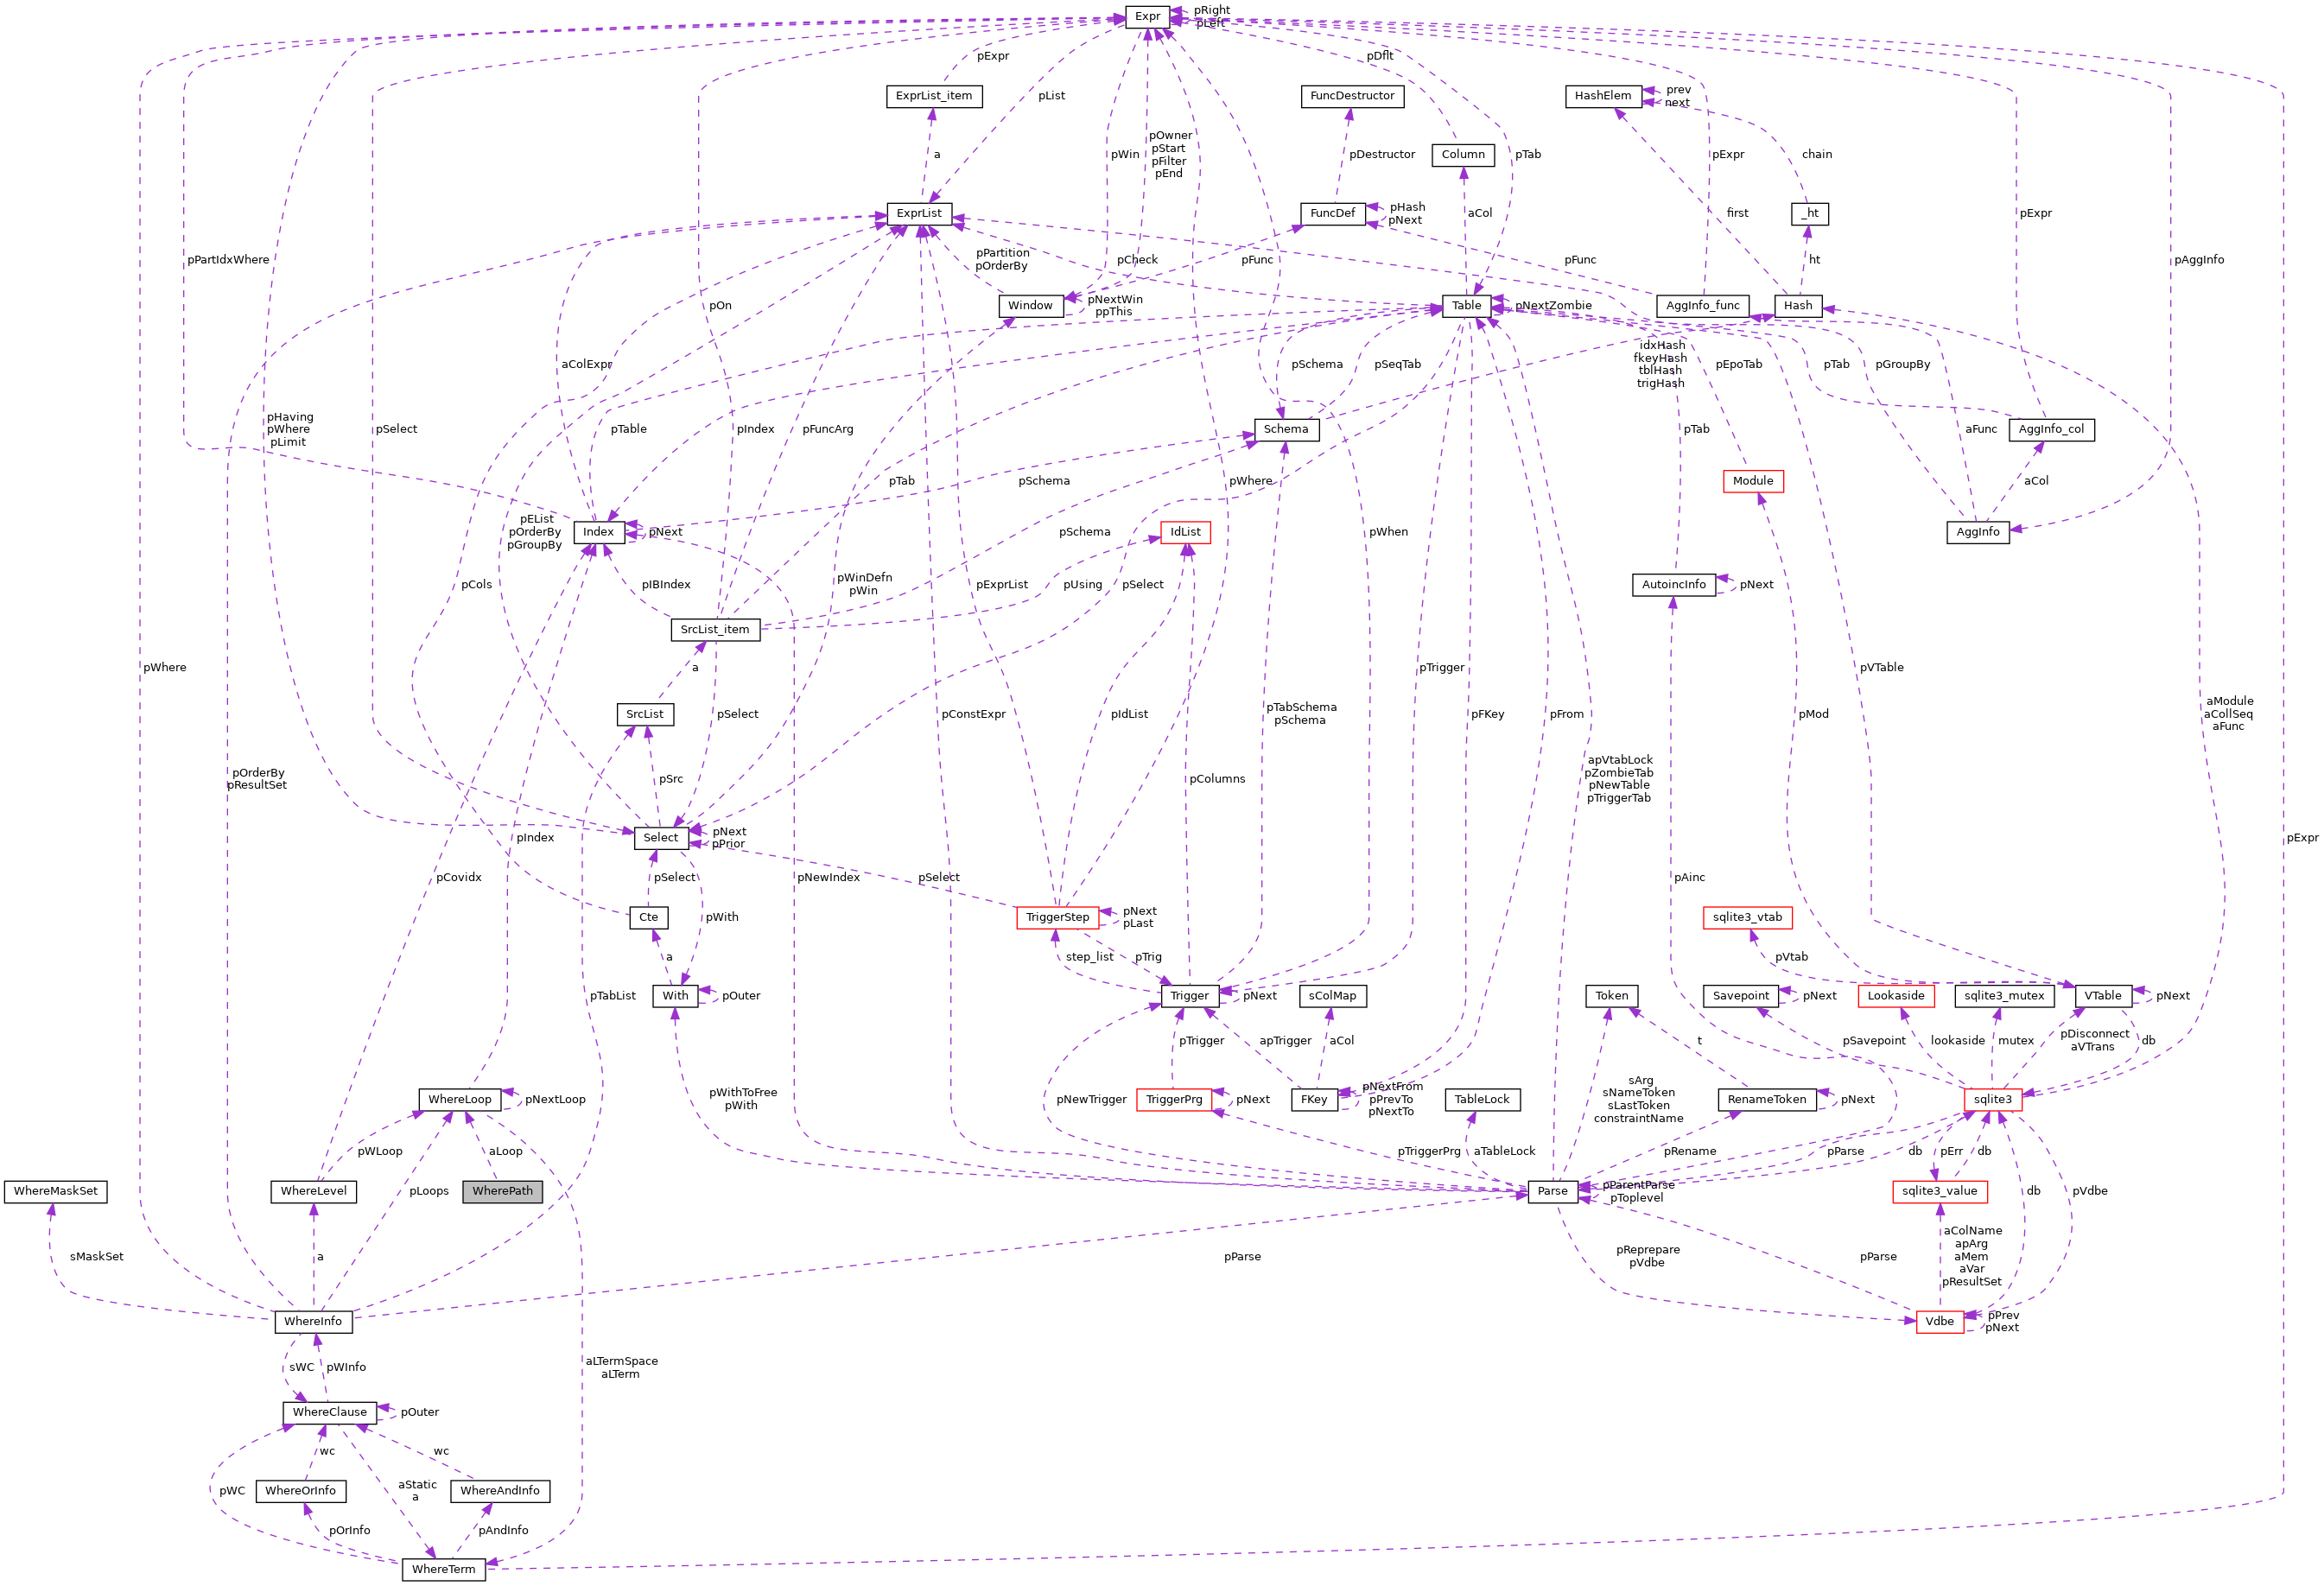 Expr
pRight
pLeft
pExpr
pDflt
ExprList_item
pList
FuncDestructor
HashElem
prev
next
a
pWin
pOwner
pStart
pFilter
pEnd
pDestructor
Column
pTab
pExpr
chain
ExprList
FuncDef
pHash
pNext
aCol
first
_ht
pExpr
pPartIdxWhere
pPartition
pOrderBy
pCheck
pFunc
pFunc
ht
pAggInfo
pOn
Window
pNextWin
ppThis
Table
pNextZombie
AggInfo_func
Hash
aColExpr
pSchema
pSeqTab
idxHash
fkeyHash
tblHash
trigHash
pEpoTab
pTab
pGroupBy
pHaving
pWhere
pLimit
pSelect
pTable
pIndex
pFuncArg
Schema
pTab
aFunc
AggInfo_col
pTab
pSchema
pWhere
Module
aCol
pEList
pOrderBy
pGroupBy
Index
pNext
pSchema
IdList
pWhen
AggInfo
pCols
pIBIndex
pWinDefn
pWin
pExprList
pUsing
pSelect
AutoincInfo
pNext
SrcList_item
pWhere
a
pTrigger
pVTable
SrcList
pSelect
pConstExpr
pIdList
pTabSchema
pSchema
pFKey
pFrom
pMod
aModule
aCollSeq
aFunc
pOrderBy
pResultSet
pSrc
pColumns
apVtabLock
pZombieTab
pNewTable
pTriggerTab
pIndex
Select
pNext
pPrior
pExpr
pCovidx
pSelect
pNewIndex
pSelect
pAinc
Cte
pWith
TriggerStep
pNext
pLast
sqlite3_vtab
a
step_list
pTrig
pVtab
pTabList
With
pOuter
Trigger
pNext
sColMap
Token
Savepoint
pNext
Lookaside
sqlite3_mutex
VTable
pNext
pTrigger
apTrigger
aCol
t
pSavepoint
lookaside
mutex
pDisconnect
aVTrans
db
WhereLoop
pNextLoop
pWithToFree
pWith
pNewTrigger
TriggerPrg
pNext
FKey
pNextFrom
pPrevTo
pNextTo
TableLock
sArg
sNameToken
sLastToken
constraintName
RenameToken
pNext
sqlite3
pWLoop
aLoop
pTriggerPrg
aTableLock
pRename
pParse
db
pErr
db
WhereMaskSet
WhereLevel
pLoops
WherePath
Parse
pParentParse
pToplevel
sqlite3_value
db
pVdbe
sMaskSet
a
pParse
pReprepare
pVdbe
pParse
aColName
apArg
aMem
aVar
pResultSet
WhereInfo
Vdbe
pPrev
pNext
sWC
pWInfo
aLTermSpace
aLTerm
WhereClause
pOuter
wc
wc
pWC
WhereOrInfo
aStatic
a
WhereAndInfo
pOrInfo
pAndInfo
WhereTerm